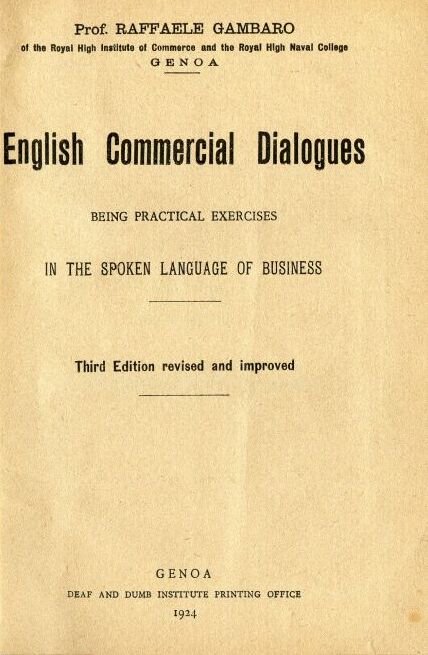 Prof. RAFFAELE GAMBARO
of the Royal High Institute of Commerce and the Royal High Naval College
GENOA
English Commercial Dialogues
BEING PRACTICAL EXERCISES
IN THE SPOKEN LANGUAGE OF BUSINESS
Third Edition revised and improved
GENOA
DEAF AND DUMB INSTITUTE PRINTING OFFICE
1924